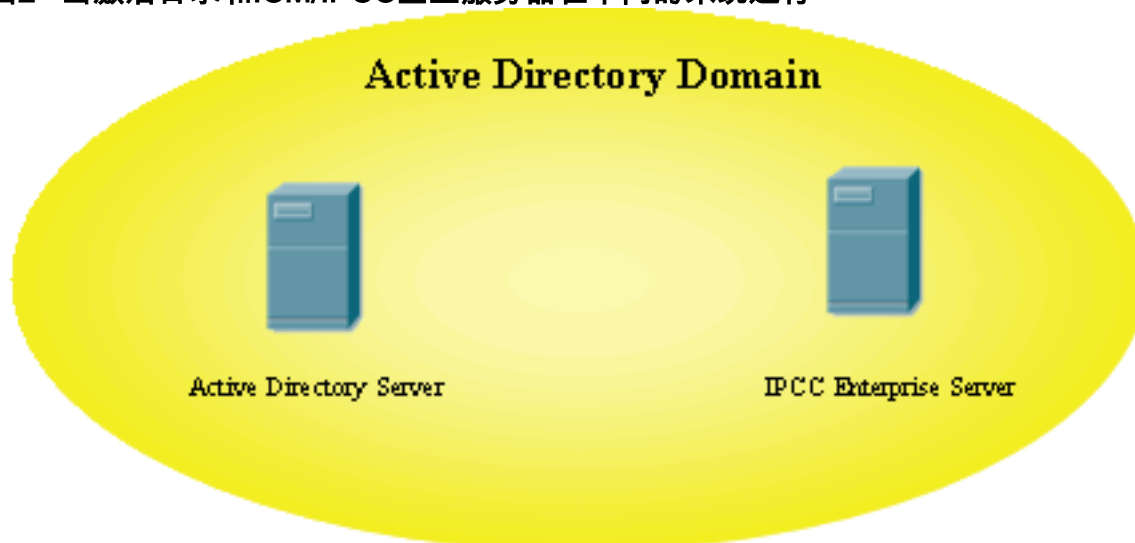 Active Directory Domain
Active Directory Server
IPCC Enterprise Server